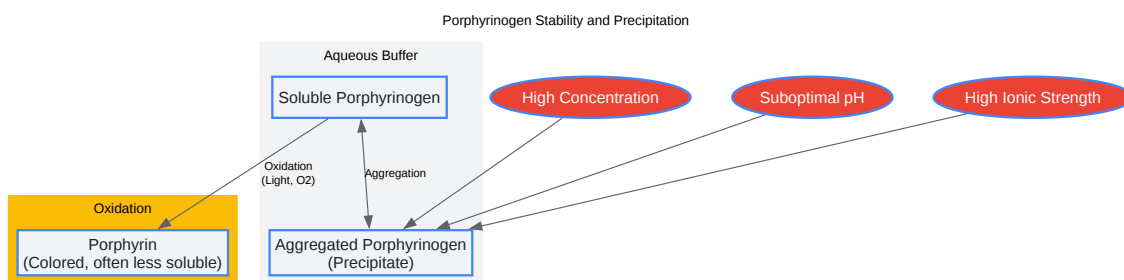 Porphyrinogen Stability and Precipitation
Aqueous Buffer
Soluble Porphyrinogen
High Concentration
Suboptimal pH
High Ionic Strength
Oxidation
(Light, O2)
Aggregation
Oxidation
Porphyrin
(Colored, often less soluble)
Aggregated Porphyrinogen
(Precipitate)